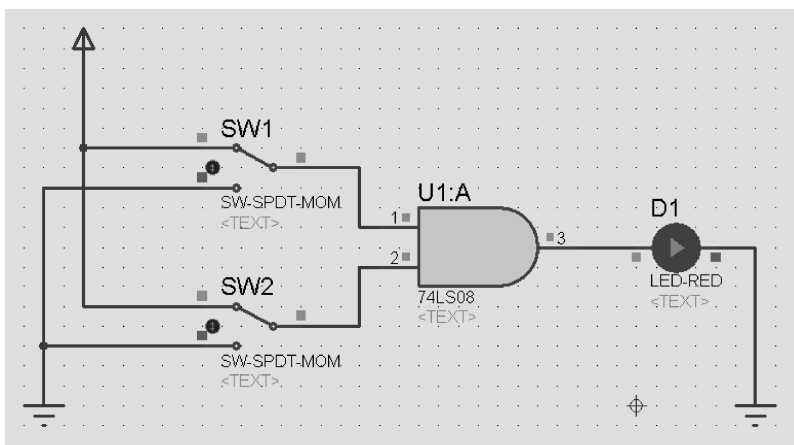 SW1
SW-SPDT-MOM
<TEXT>
U1:A
1
2
3
74LS08
<TEXT>
D1
LED-RED
<TEXT>
SW2
SW-SPDT-MOM
<TEXT>